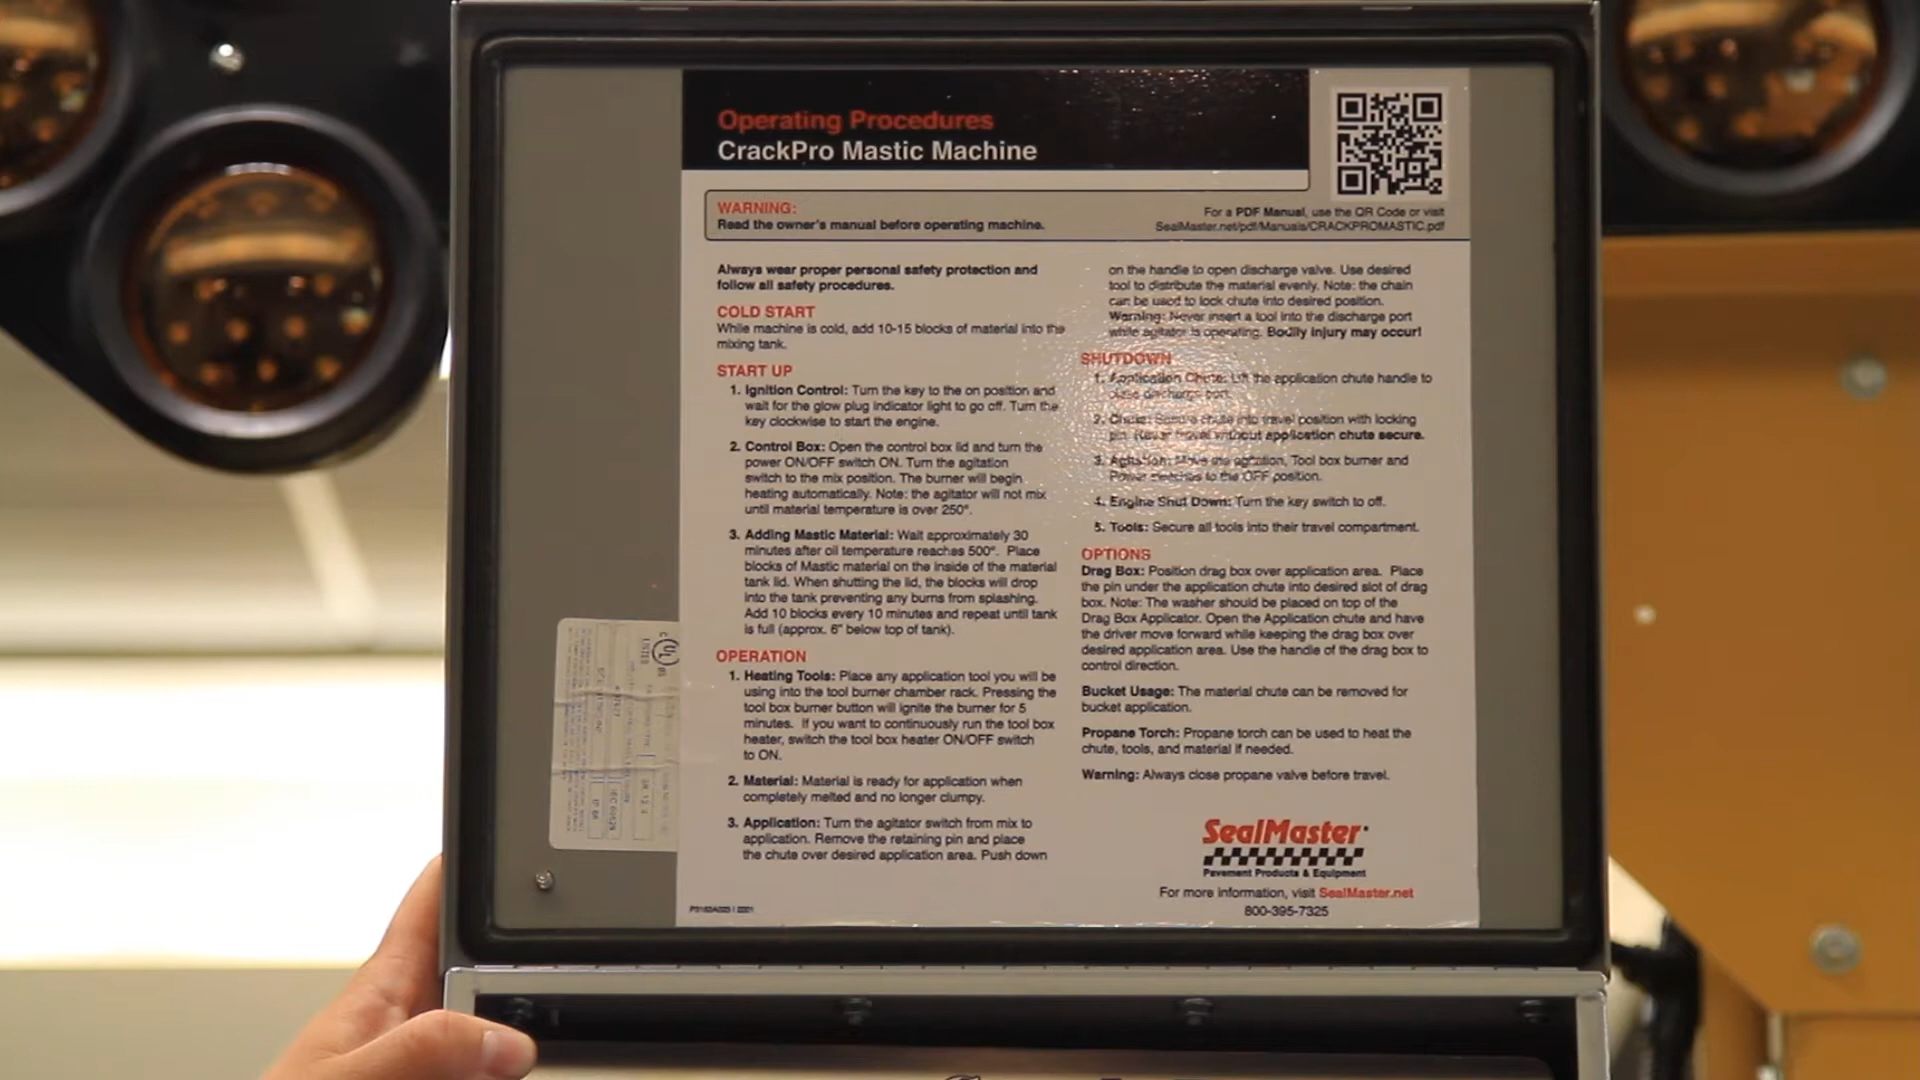 Operating Procedures
CrackPro Mastic Machine
WARNING:
Read the owner's manual before operating machine.
For a PDF Manual, use the QR Code or visit
SealMaster.net/pdf/Manuals/CRACKPROMASTIC.pdf
Always wear proper personal safety protection and
follow all safety procedures.
COLD START
While machine is cold, add 10-15 blocks of material into the
mixing tank.
START UP
1. Ignition Control: Turn the key to the on position and
wait for the glow plug indicator light to go off. Turn the
key clockwise to start the engine.
2. Control Box: Open the control box lid and turn the
power ON/OFF switch ON. Turn the agitation
switch to the mix position. The burner will begin
heating automatically. Note: the agitator will not mix
until material temperature is over 250°.
3. Adding Mastic Material: Wait approximately 30
minutes after oil temperature reaches 500°. Place
blocks of Mastic material on the inside of the material
tank lid. When shutting the lid, the blocks will drop
into the tank preventing any burns from splashing.
Add 10 blocks every 10 minutes and repeat until tank
is full (approx. 6" below top of tank).
OPERATION
1. Heating Tools: Place any application tool you will be
using into the tool burner chamber rack. Pressing the
tool box burner button will ignite the burner for 5
minutes. If you want to continuously run the tool box
heater, switch the tool box heater ON/OFF switch
to ON.
2. Material: Material is ready for application when
completely melted and no longer clumpy.
3. Application: Turn the agitator switch from mix to
application. Remove the retaining pin and place
the chute over desired application area. Push down
on the handle to open discharge valve. Use desired
tool to distribute the material evenly. Note: the chain
can be used to lock chute into desired position.
Warning: Never insert a tool into the discharge port
while agitator is operating. Bodily injury may occur!
SHUTDOWN
1. Application Chute: Lift the application chute handle to
close discharge port.
2. Chute: Secure chute into travel position with locking
pin. Never travel without application chute secure.
3. Agitation: Move the agitation, Tool box burner and
Power switches to the OFF position.
4. Engine Shut Down: Turn the key switch to off.
5. Tools: Secure all tools into their travel compartment.
OPTIONS
Drag Box: Position drag box over application area. Place
the pin under the application chute into desired slot of drag
box. Note: The washer should be placed on top of the
Drag Box Applicator. Open the Application chute and have
the driver move forward while keeping the drag box over
desired application area. Use the handle of the drag box to
control direction.
Bucket Usage: The material chute can be removed for
bucket application.
Propane Torch: Propane torch can be used to heat the
chute, tools, and material if needed.
Warning: Always close propane valve before travel.
SealMaster
Pavement Products & Equipment
For more information, visit SealMaster.net
800-395-7325
UL